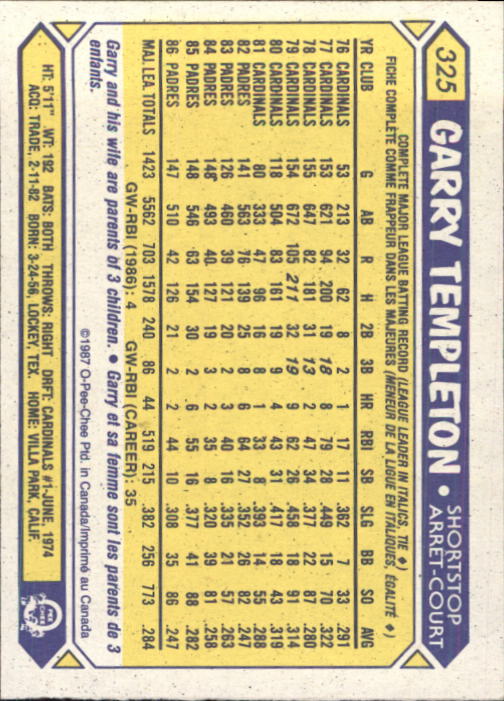 325 GARRY TEMPLETON • SHORTSTOP
ARRET-COURT
COMPLETE MAJOR LEAGUE BATTING RECORD (LEAGUE LEADER IN ITALICS, TIE ♦)
FICHE COMPLÈTE COMME FRAPPEUR DANS LES MAJEURES (MENEUR DE LA LIGUE EN ITALIQUES, ÉGALITÉ ♦)
YR CLUB G AB R H 2B 3B HR RBI SB SLG BB SO AVG
76 CARDINALS 53 213 32 62 8 2 1 17 11 .362 7 33 .291
77 CARDINALS 153 621 94 200 19 18 8 79 28 .449 15 70 .322
78 CARDINALS 155 647 82 181 31 13 2 47 34 .377 22 87 .280
79 CARDINALS 154 672 105 211 32 19 9 62 26 .458 18 91 .314
80 CARDINALS 118 504 83 161 19 9 4 43 31 .417 18 43 .319
81 CARDINALS 80 333 47 96 16 8 1 33 8 .393 14 55 .288
82 PADRES 141 563 76 139 25 8 6 64 27 .352 26 82 .247
83 PADRES 126 460 39 121 20 2 3 40 16 .335 21 57 .263
84 PADRES 148 493 40 127 19 3 2 35 8 .320 39 81 .258
85 PADRES 148 546 63 154 30 2 6 55 16 .377 41 88 .282
86 PADRES 147 510 42 126 21 2 2 44 10 .308 35 86 .247
MAJ. LEA. TOTALS 1423 5562 703 1578 240 86 44 519 215 .382 256 773 .284
GW-RBI (1986): 4 GW-RBI (CAREER): 35
Garry and his wife are parents of 3 children. • Garry et sa femme sont les parents de 3
enfants.
©1987 O-Pee-Chee Ptd. in Canada/Imprimé au Canada
HT: 5'11" WT: 192 BATS: BOTH THROWS: RIGHT DRFT: CARDINALS #1-JUNE, 1974
ACQ: TRADE, 2-11-82 BORN: 3-24-56, LOCKEY, TEX. HOME: VILLA PARK, CALIF.
O PEE CHEE